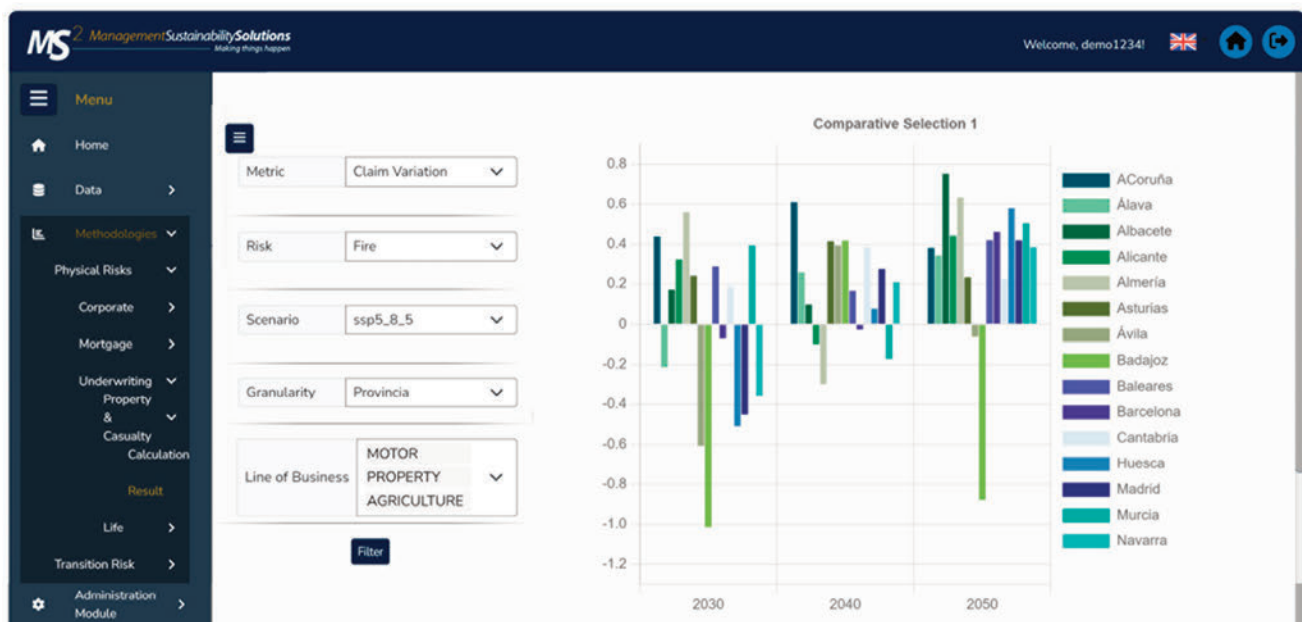 MS2 ManagementSustainabilitySolutions
Making things happen
Welcome, demo1234!
Menu
Home
Data
Methodologies
Physical Risks
Corporate
Mortgage
Underwriting
Property
&
Casualty
Calculation
Result
Life
Transition Risk
Administration
Module
Metric
Claim Variation
Risk
Fire
Scenario
ssp5_8_5
Granularity
Provincia
Line of Business
MOTOR
PROPERTY
AGRICULTURE
Filter
Comparative Selection 1
0.8
0.6
0.4
0.2
0
-0.2
-0.4
-0.6
-0.8
-1.0
-1.2
2030
2040
2050
ACoruña
Álava
Albacete
Alicante
Almería
Asturias
Ávila
Badajoz
Baleares
Barcelona
Cantabria
Huesca
Madrid
Murcia
Navarra